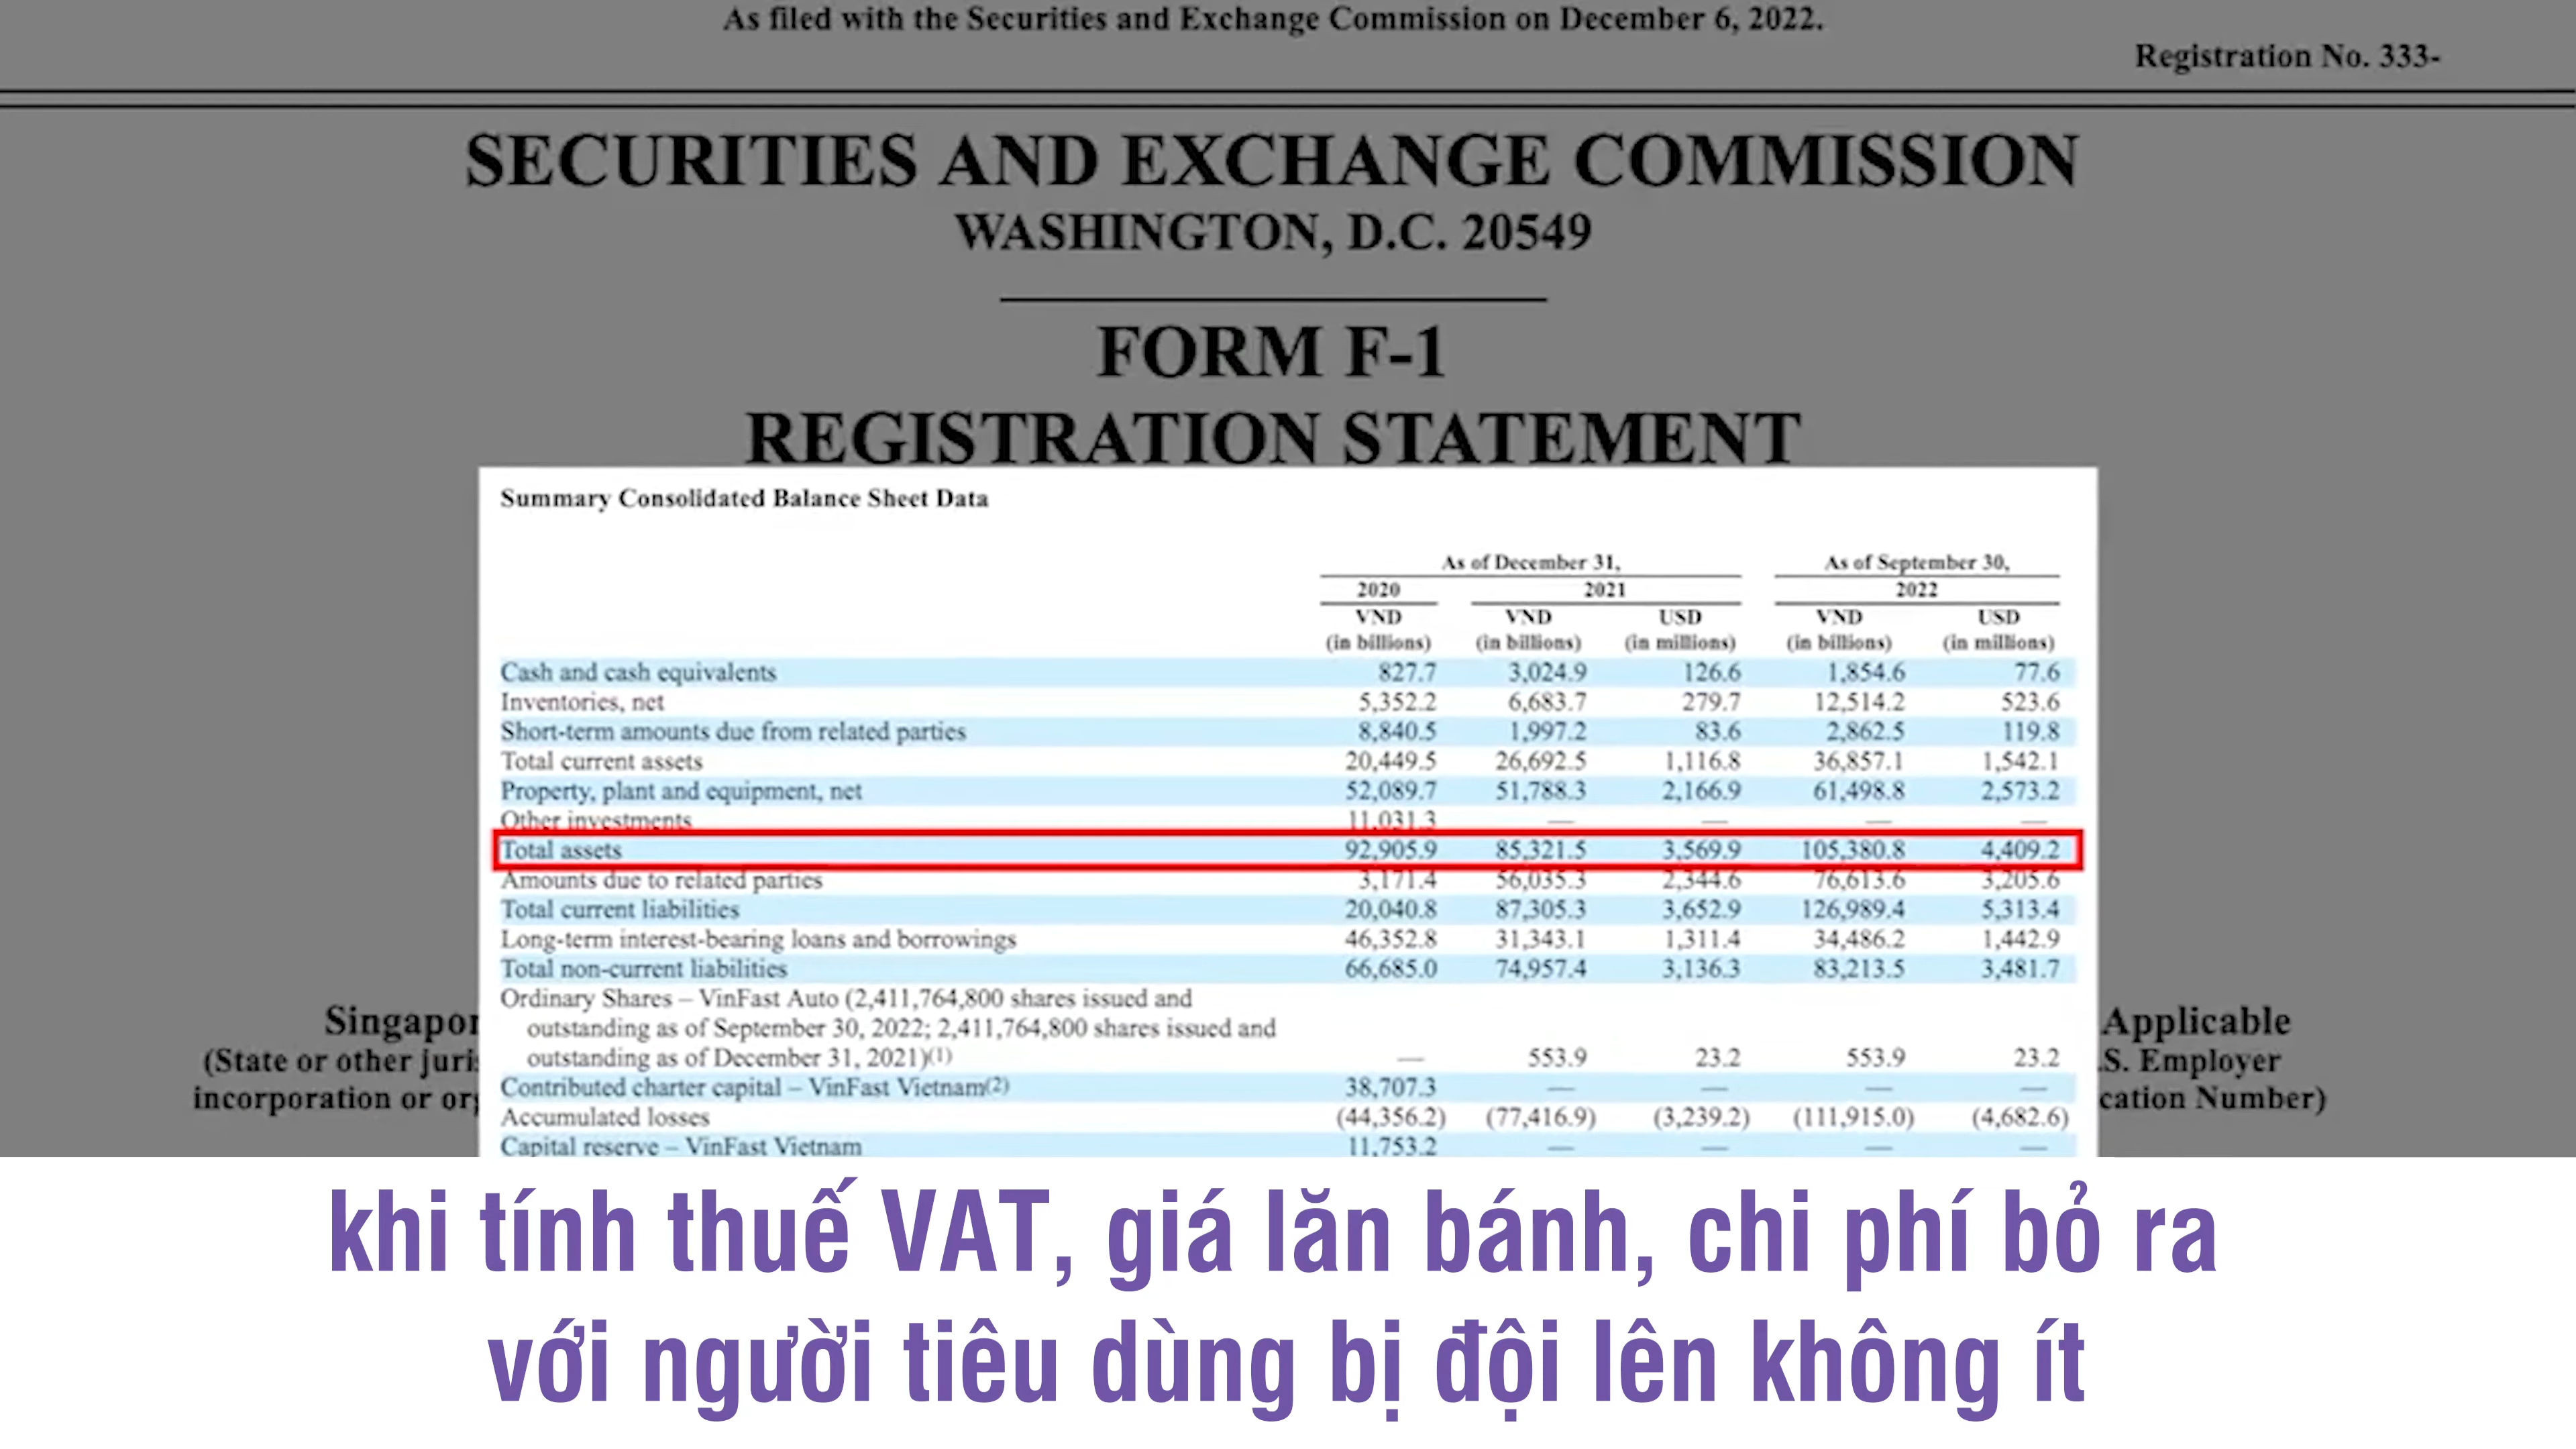 As filed with the Securities and Exchange Commission on December 6, 2022.
Registration No. 333-
SECURITIES AND EXCHANGE COMMISSION
WASHINGTON, D.C. 20549
FORM F-1
REGISTRATION STATEMENT
Summary Consolidated Balance Sheet Data
As of December 31, As of September 30,
2020 2021 2022
VND VND USD VND USD
(in billions) (in billions) (in millions) (in billions) (in millions)
Cash and cash equivalents 827.7 3,024.9 126.6 1,854.6 77.6
Inventories, net 5,352.2 6,683.7 279.7 12,514.2 523.6
Short-term amounts due from related parties 8,840.5 1,997.2 83.6 2,862.5 119.8
Total current assets 20,449.5 26,692.5 1,116.8 36,857.1 1,542.1
Property, plant and equipment, net 52,089.7 51,788.3 2,166.9 61,498.8 2,573.2
Other investments 11,031.3 — — — —
Total assets 92,905.9 85,321.5 3,569.9 105,380.8 4,409.2
Amounts due to related parties 3,171.4 56,035.3 2,344.6 76,613.6 3,205.6
Total current liabilities 20,040.8 87,305.3 3,652.9 126,989.4 5,313.4
Long-term interest-bearing loans and borrowings 46,352.8 31,343.1 1,311.4 34,486.2 1,442.9
Total non-current liabilities 66,685.0 74,957.4 3,136.3 83,213.5 3,481.7
Ordinary Shares – VinFast Auto (2,411,764,800 shares issued and
outstanding as of September 30, 2022; 2,411,764,800 shares issued and
outstanding as of December 31, 2021)(1) — 553.9 23.2 553.9 23.2
Contributed charter capital – VinFast Vietnam(2) 38,707.3 — — — —
Accumulated losses (44,356.2) (77,416.9) (3,239.2) (111,915.0) (4,682.6)
Capital reserve – VinFast Vietnam 11,753.2 — — — —
Singapor
(State or other juris
incorporation or org
Applicable
.S. Employer
cation Number)
khi tính thuế VAT, giá lăn bánh, chi phí bỏ ra
với người tiêu dùng bị đội lên không ít